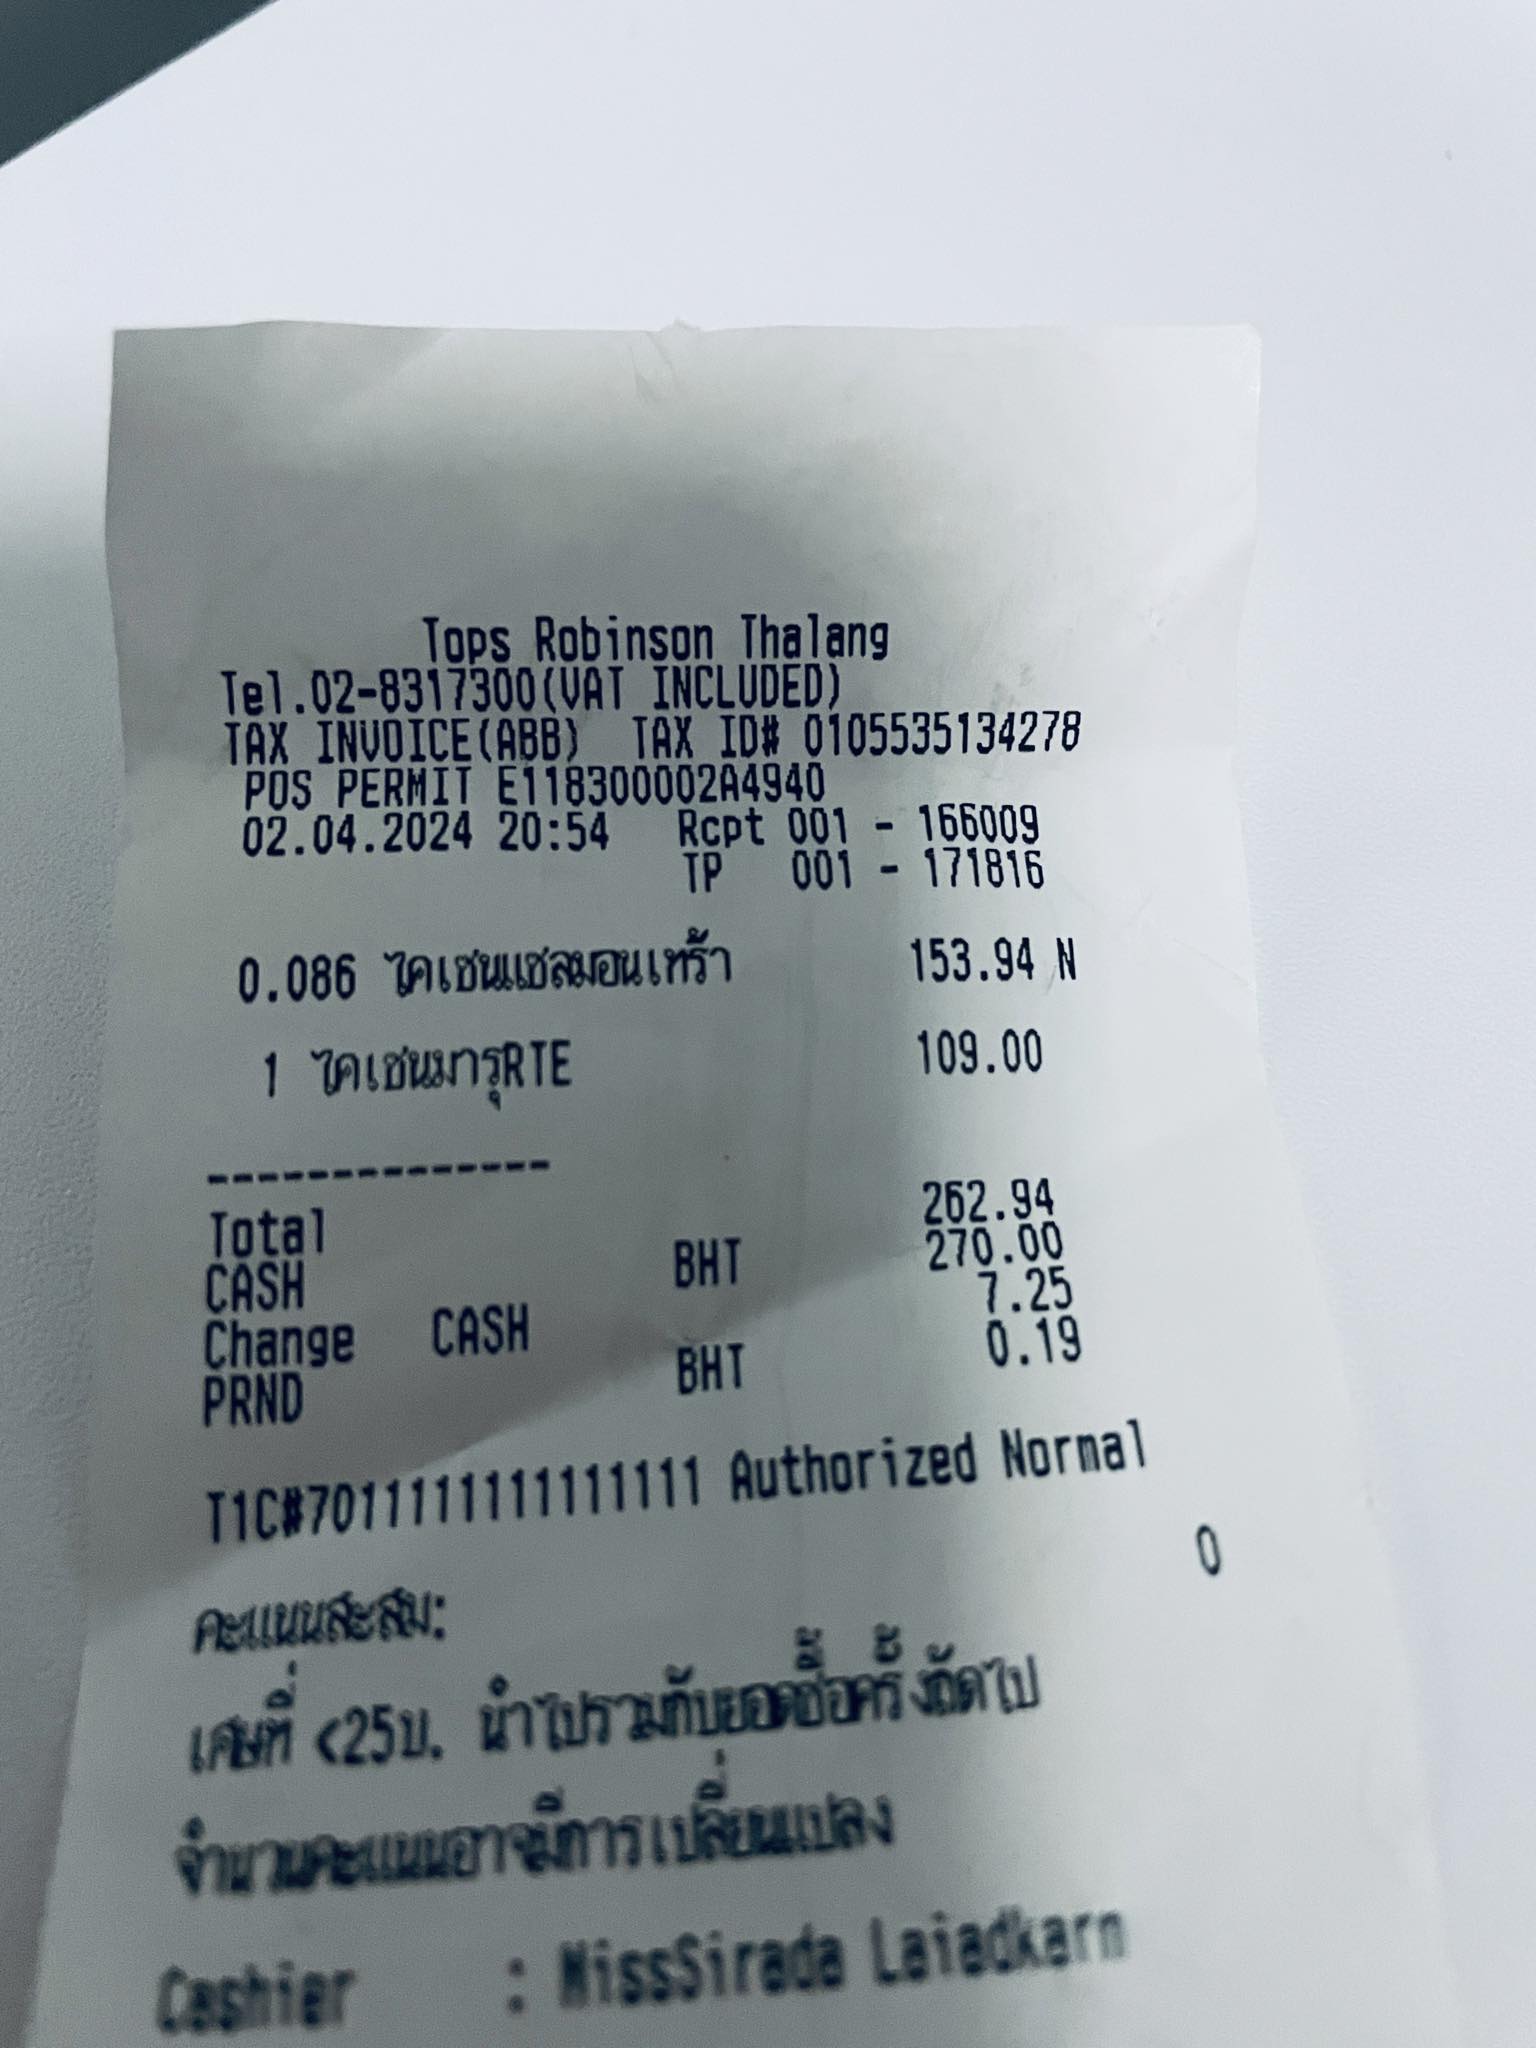 Tops Robinson Thalang
Tel.02-8317300(VAT INCLUDED)
TAX INVOICE(ABB) TAX ID# 0105535134278
POS PERMIT E118300002A4940
02.04.2024 20:54 Rcpt 001 - 166009
TP 001 - 171816
0.086 ไคเซนแซลมอนเทร้า 153.94 N
1 ไคเซนมารุRTE 109.00
--------------
Total 262.94
CASH BHT 270.00
Change CASH 7.25
PRND BHT 0.19
T1C#7011111111111111 Authorized Normal
0
คะแนนสะสม:
เศษที่ <25บ. นำไปรวมกับยอดซื้อครั้งถัดไป
จำนวนคะแนนอาจมีการเปลี่ยนแปลง
Cashier : MissSirada Laiadkarn